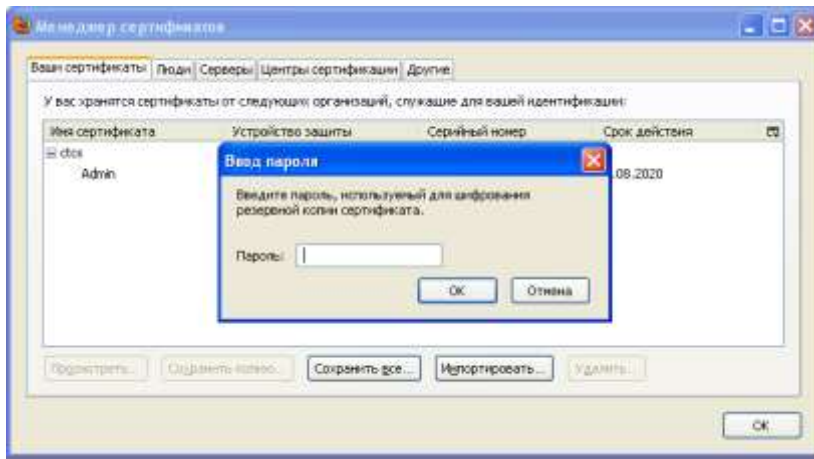 Менеджер сертификатов
Ваши сертификаты Люди Серверы Центры сертификации Другие
У вас хранятся сертификаты от следующих организаций, служащие для вашей идентификации:
Имя сертификата Устройство защиты Серийный номер Срок действия
ctcs
Admin .08.2020
Ввод пароля
Введите пароль, используемый для шифрования
резервной копии сертификата.
Пароль:
OK Отмена
Просмотреть... Сохранить копию... Сохранить все... Импортировать... Удалить...
OK